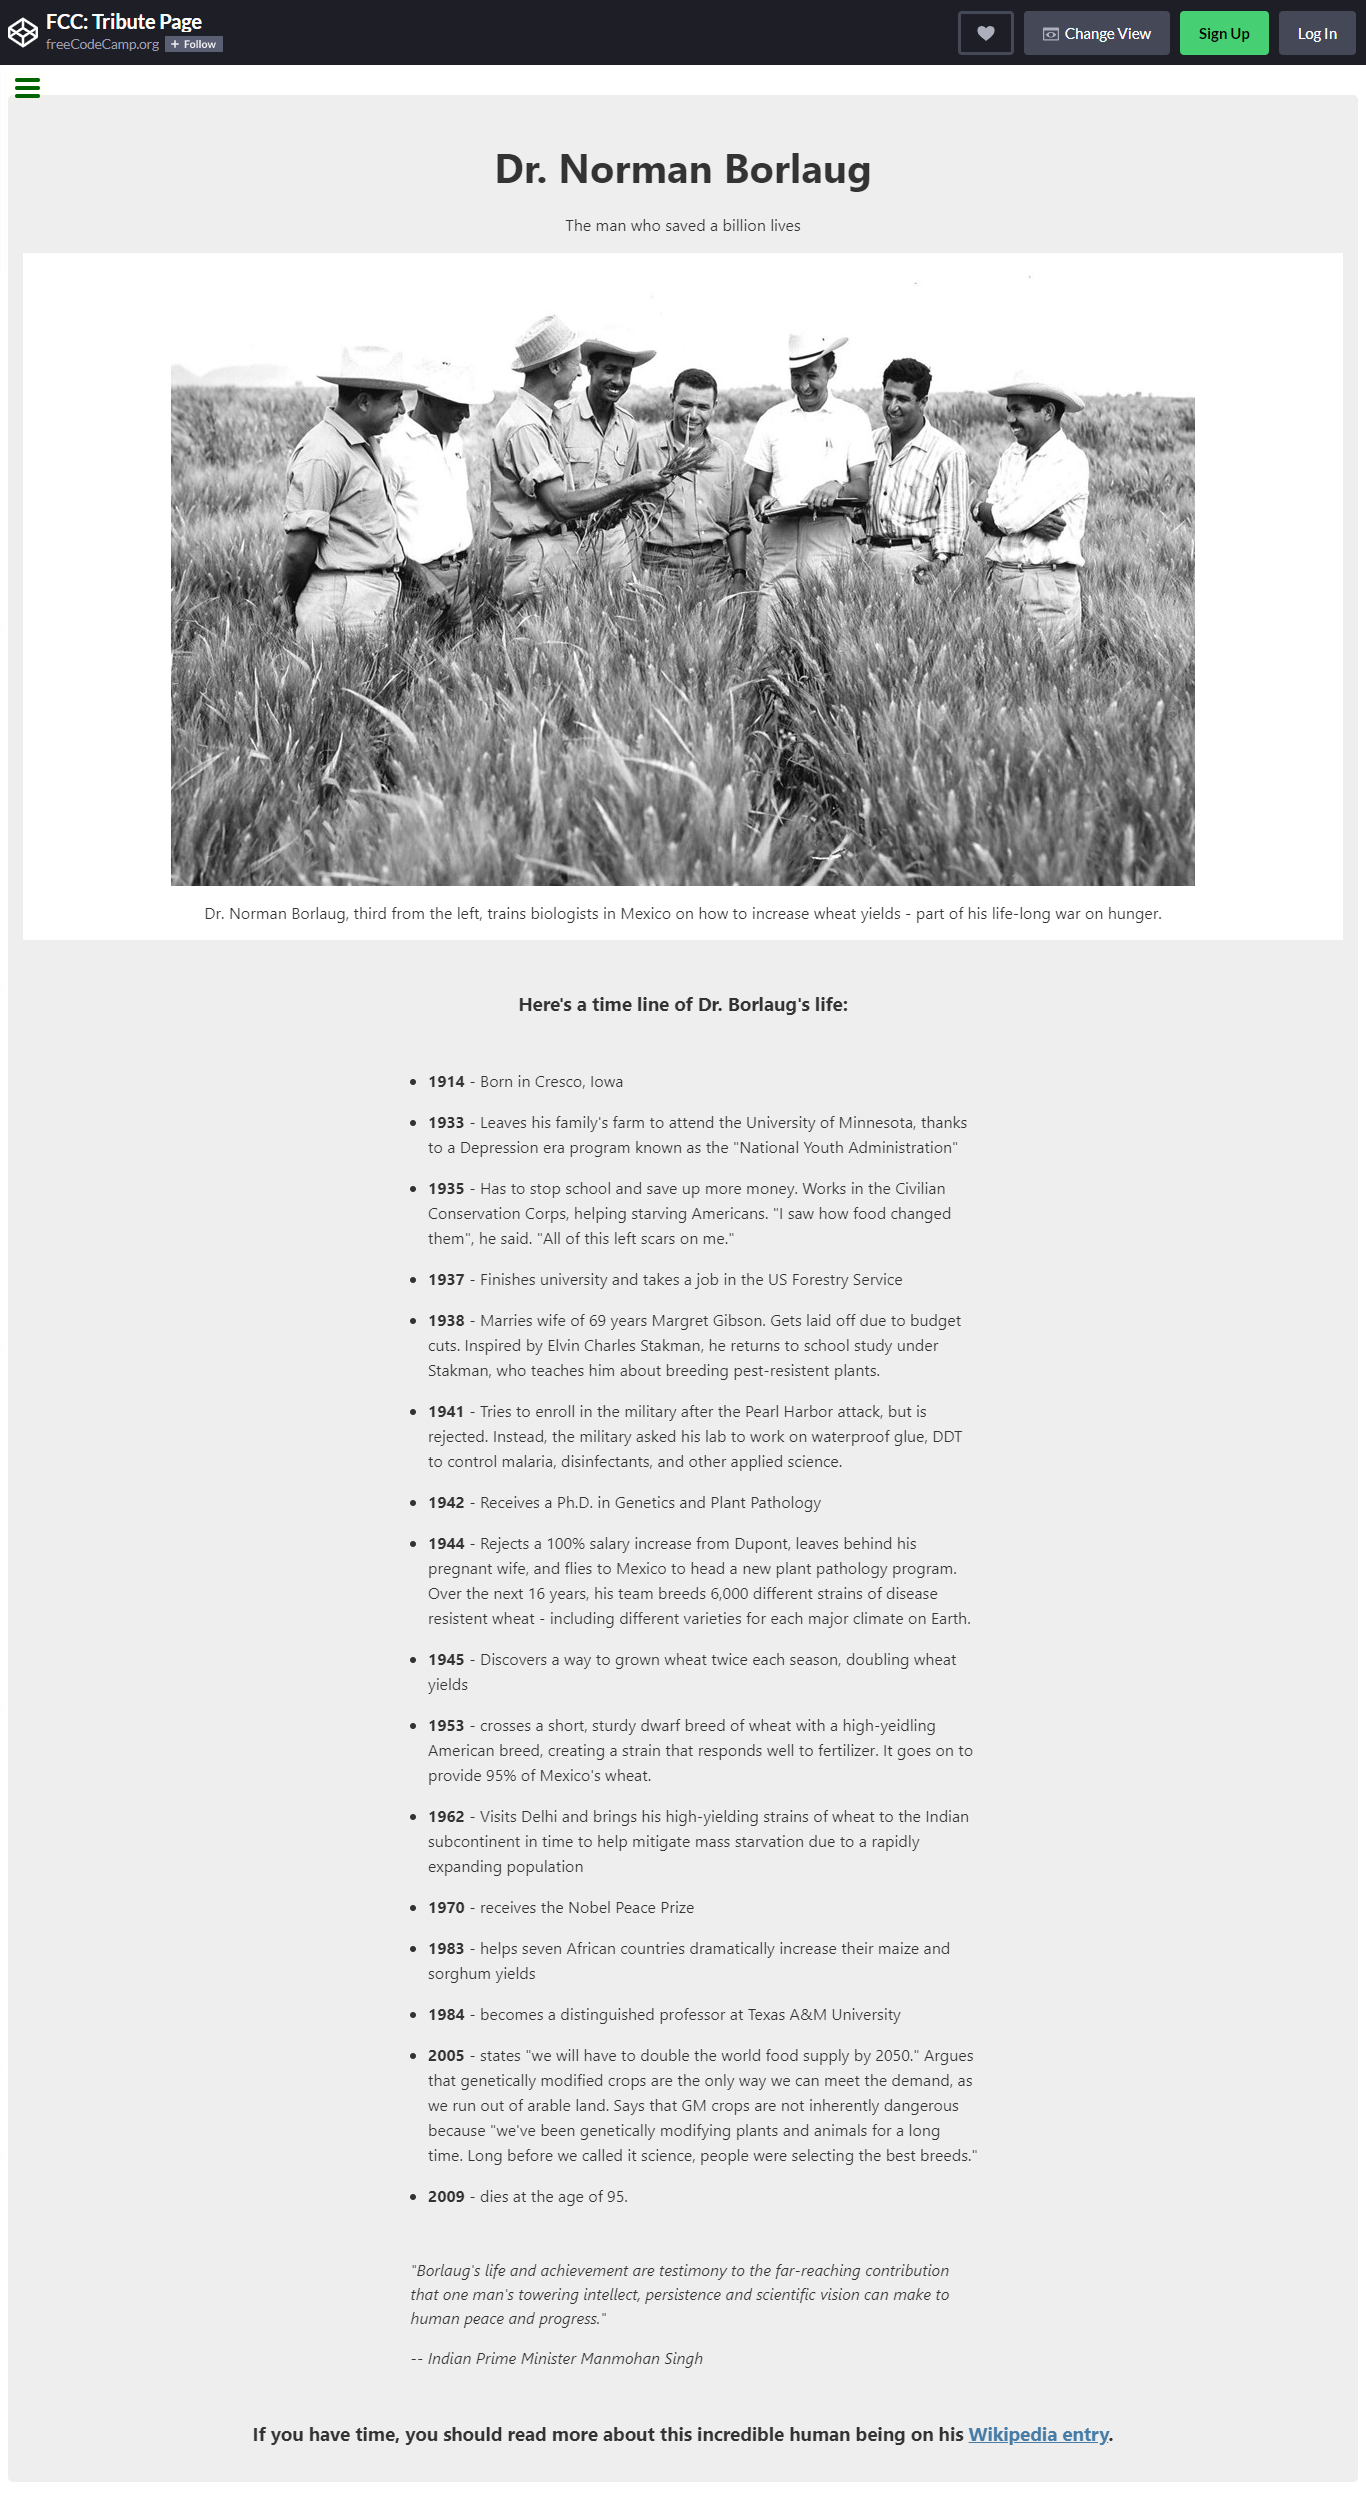 FCC: Tribute Page
freeCodeCamp.org + Follow
Change View
Sign Up
Log In
Dr. Norman Borlaug
The man who saved a billion lives
Dr. Norman Borlaug, third from the left, trains biologists in Mexico on how to increase wheat yields - part of his life-long war on hunger.
Here's a time line of Dr. Borlaug's life:
• 1914 - Born in Cresco, Iowa
• 1933 - Leaves his family's farm to attend the University of Minnesota, thanks
to a Depression era program known as the "National Youth Administration"
• 1935 - Has to stop school and save up more money. Works in the Civilian
Conservation Corps, helping starving Americans. "I saw how food changed
them", he said. "All of this left scars on me."
• 1937 - Finishes university and takes a job in the US Forestry Service
• 1938 - Marries wife of 69 years Margret Gibson. Gets laid off due to budget
cuts. Inspired by Elvin Charles Stakman, he returns to school study under
Stakman, who teaches him about breeding pest-resistent plants.
• 1941 - Tries to enroll in the military after the Pearl Harbor attack, but is
rejected. Instead, the military asked his lab to work on waterproof glue, DDT
to control malaria, disinfectants, and other applied science.
• 1942 - Receives a Ph.D. in Genetics and Plant Pathology
• 1944 - Rejects a 100% salary increase from Dupont, leaves behind his
pregnant wife, and flies to Mexico to head a new plant pathology program.
Over the next 16 years, his team breeds 6,000 different strains of disease
resistent wheat - including different varieties for each major climate on Earth.
• 1945 - Discovers a way to grown wheat twice each season, doubling wheat
yields
• 1953 - crosses a short, sturdy dwarf breed of wheat with a high-yeidling
American breed, creating a strain that responds well to fertilizer. It goes on to
provide 95% of Mexico's wheat.
• 1962 - Visits Delhi and brings his high-yielding strains of wheat to the Indian
subcontinent in time to help mitigate mass starvation due to a rapidly
expanding population
• 1970 - receives the Nobel Peace Prize
• 1983 - helps seven African countries dramatically increase their maize and
sorghum yields
• 1984 - becomes a distinguished professor at Texas A&M University
• 2005 - states "we will have to double the world food supply by 2050." Argues
that genetically modified crops are the only way we can meet the demand, as
we run out of arable land. Says that GM crops are not inherently dangerous
because "we've been genetically modifying plants and animals for a long
time. Long before we called it science, people were selecting the best breeds."
• 2009 - dies at the age of 95.
"Borlaug's life and achievement are testimony to the far-reaching contribution
that one man's towering intellect, persistence and scientific vision can make to
human peace and progress."
-- Indian Prime Minister Manmohan Singh
If you have time, you should read more about this incredible human being on his Wikipedia entry.